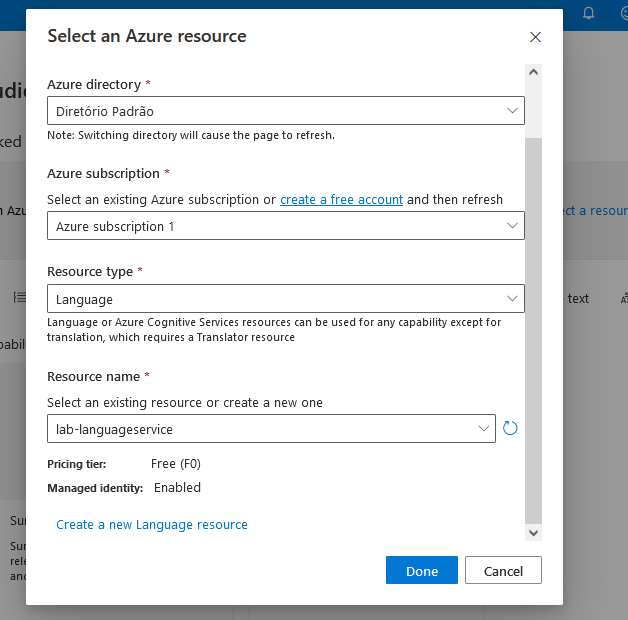 Select an Azure resource
Azure directory *
Diretório Padrão
Note: Switching directory will cause the page to refresh.
Azure subscription *
Select an existing Azure subscription or create a free account and then refresh
Azure subscription 1
Resource type *
Language
Language or Azure Cognitive Services resources can be used for any capability except for
translation, which requires a Translator resource
Resource name *
Select an existing resource or create a new one
lab-languageservice
Pricing tier: Free (F0)
Managed identity: Enabled
Create a new Language resource
Done Cancel
text